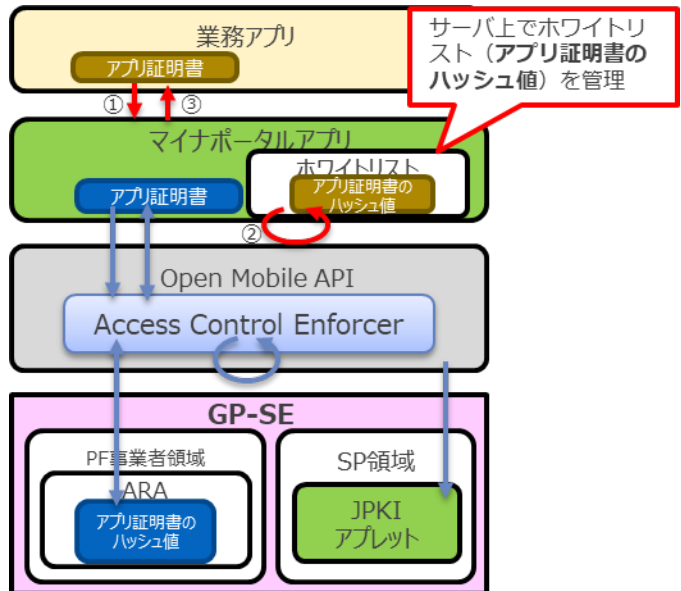 業務アプリ
アプリ証明書
サーバ上でホワイトリ
スト（アプリ証明書の
ハッシュ値）を管理
① ③
マイナポータルアプリ
ホワイトリスト
アプリ証明書
アプリ証明書の
ハッシュ値
②
Open Mobile API
Access Control Enforcer
GP-SE
PF事業者領域
SP領域
ARA
アプリ証明書の
ハッシュ値
JPKI
アプレット